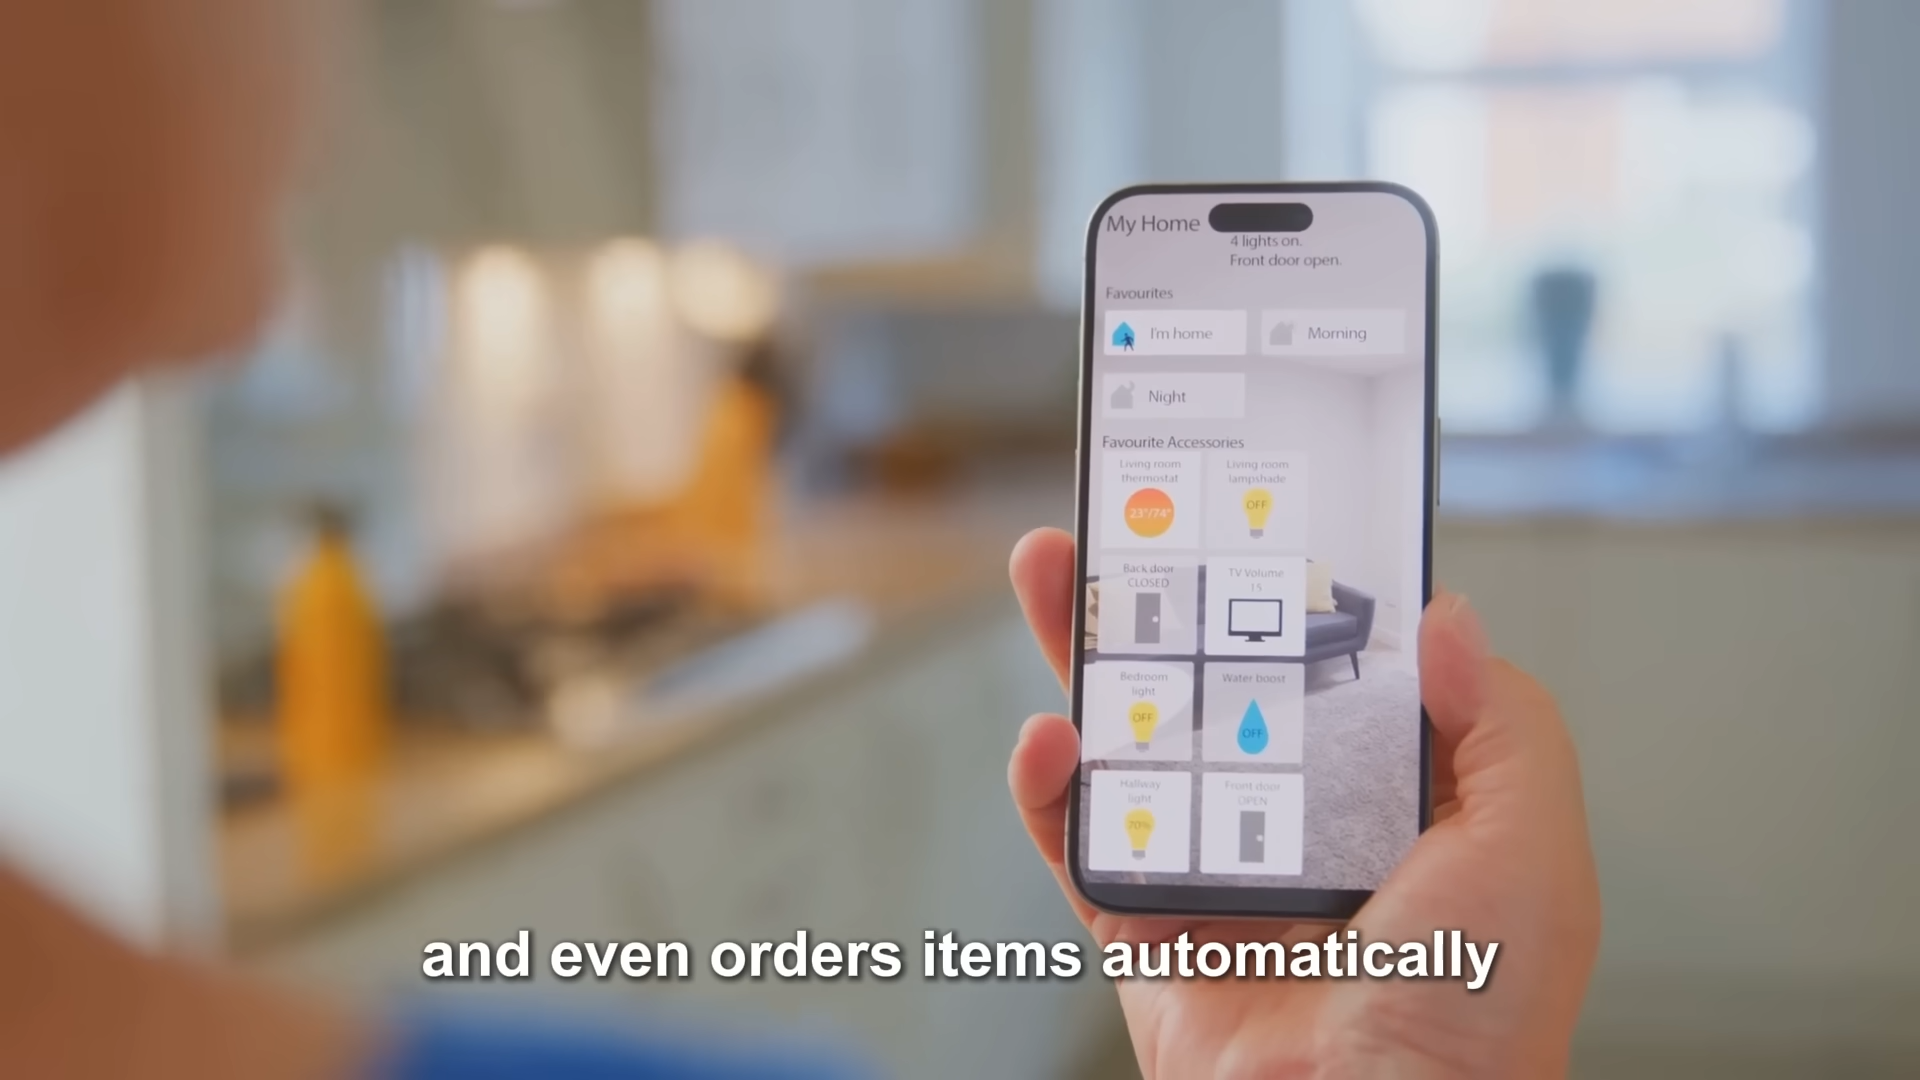 My Home
4 lights on.
Front door open.
Favourites
I'm home
Morning
Night
Favourite Accessories
Living room
thermostat
23°/74°
Living room
lampshade
OFF
Back door
CLOSED
TV Volume
15
Bedroom
light
OFF
Water boost
OFF
Hallway
light
70%
Front door
OPEN
and even orders items automatically